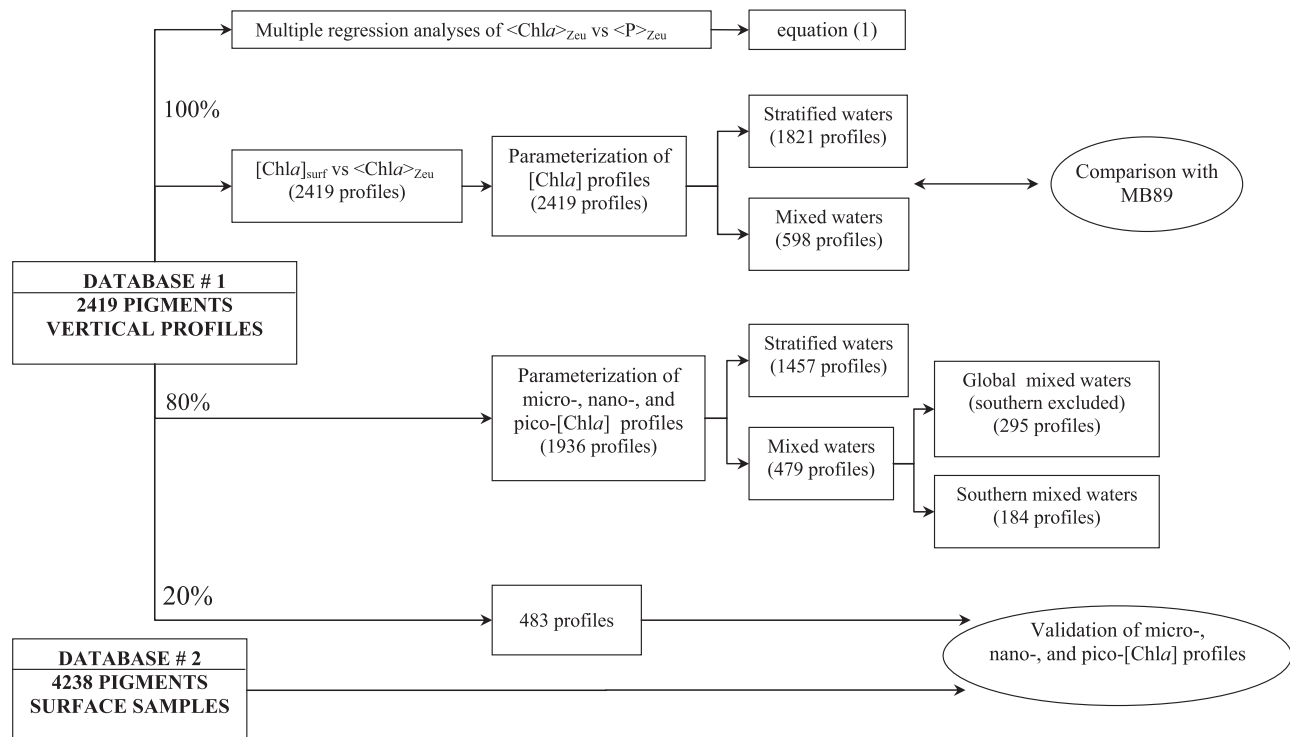 Multiple regression analyses of <Chla>Zeu vs <P>Zeu
equation (1)
100%
[Chla]surf vs <Chla>Zeu
(2419 profiles)
Parameterization of
[Chla] profiles
(2419 profiles)
Stratified waters
(1821 profiles)
Mixed waters
(598 profiles)
Comparison with
MB89
DATABASE # 1
2419 PIGMENTS
VERTICAL PROFILES
80%
Parameterization of
micro-, nano-, and
pico-[Chla] profiles
(1936 profiles)
Stratified waters
(1457 profiles)
Mixed waters
(479 profiles)
Global mixed waters
(southern excluded)
(295 profiles)
Southern mixed waters
(184 profiles)
20%
483 profiles
DATABASE # 2
4238 PIGMENTS
SURFACE SAMPLES
Validation of micro-,
nano-, and pico-[Chla] profiles